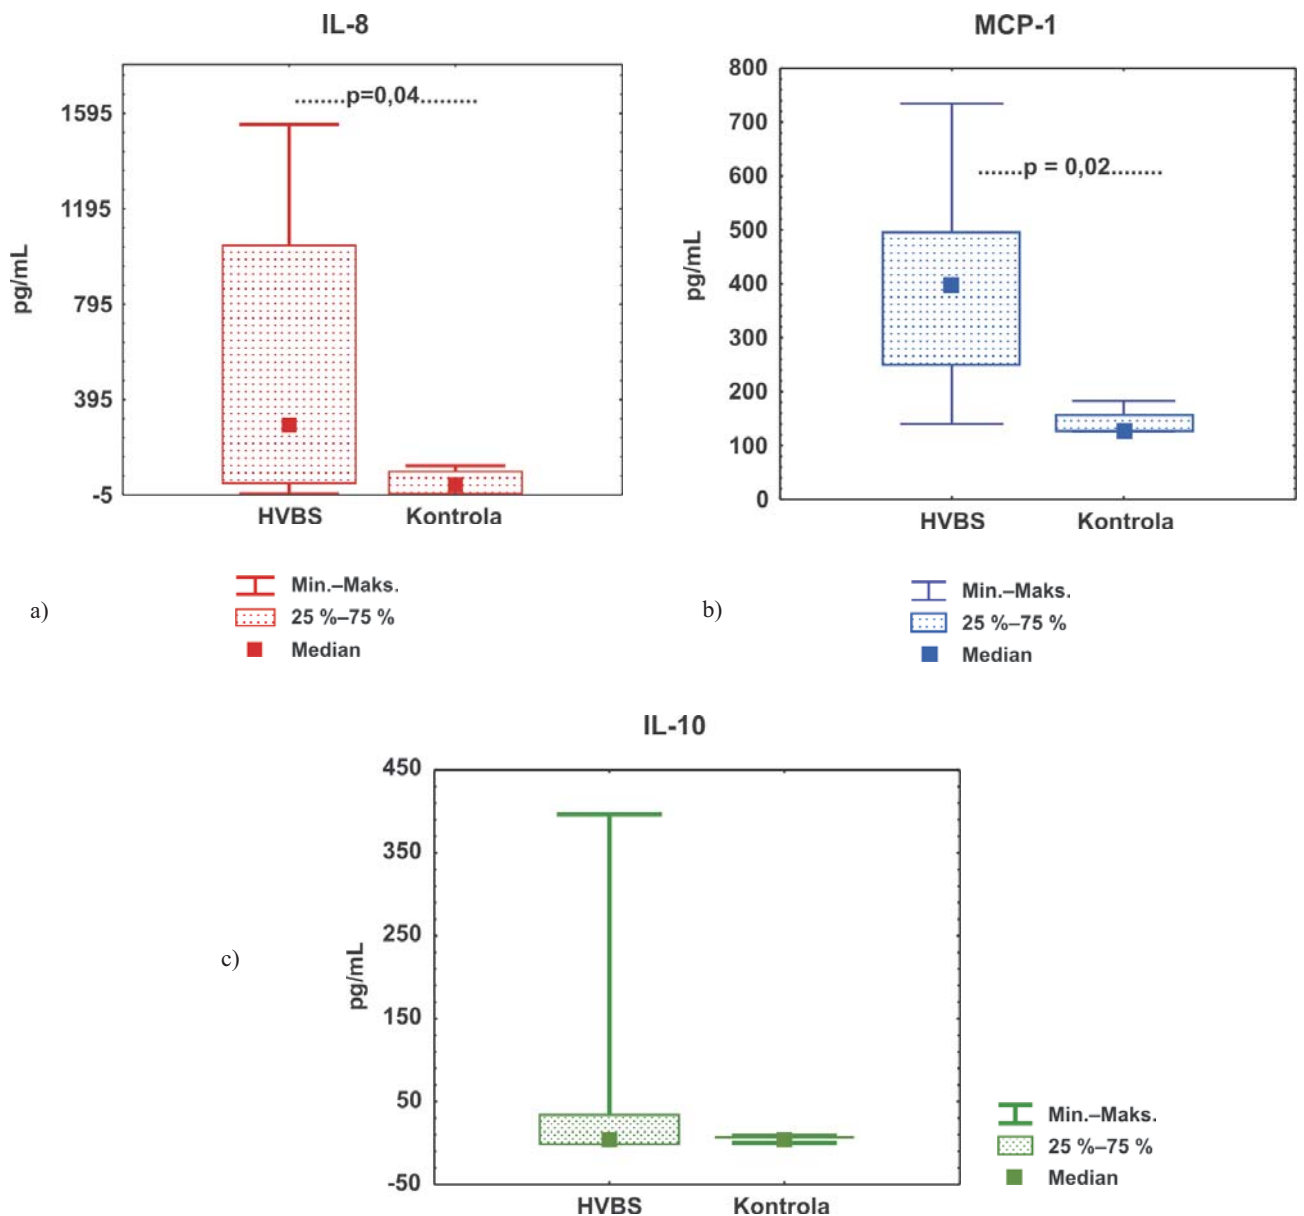 a)
IL-8
pg/mL
1595
1195
795
395
-5
........p=0,04.........
HVBS Kontrola
Min.–Maks.
25 %–75 %
Median
b)
MCP-1
pg/mL
800
700
600
500
400
300
200
100
0
.......p = 0,02........
HVBS Kontrola
Min.–Maks.
25 %–75 %
Median
c)
IL-10
pg/mL
450
350
250
150
50
-50
HVBS Kontrola
Min.–Maks.
25 %–75 %
Median